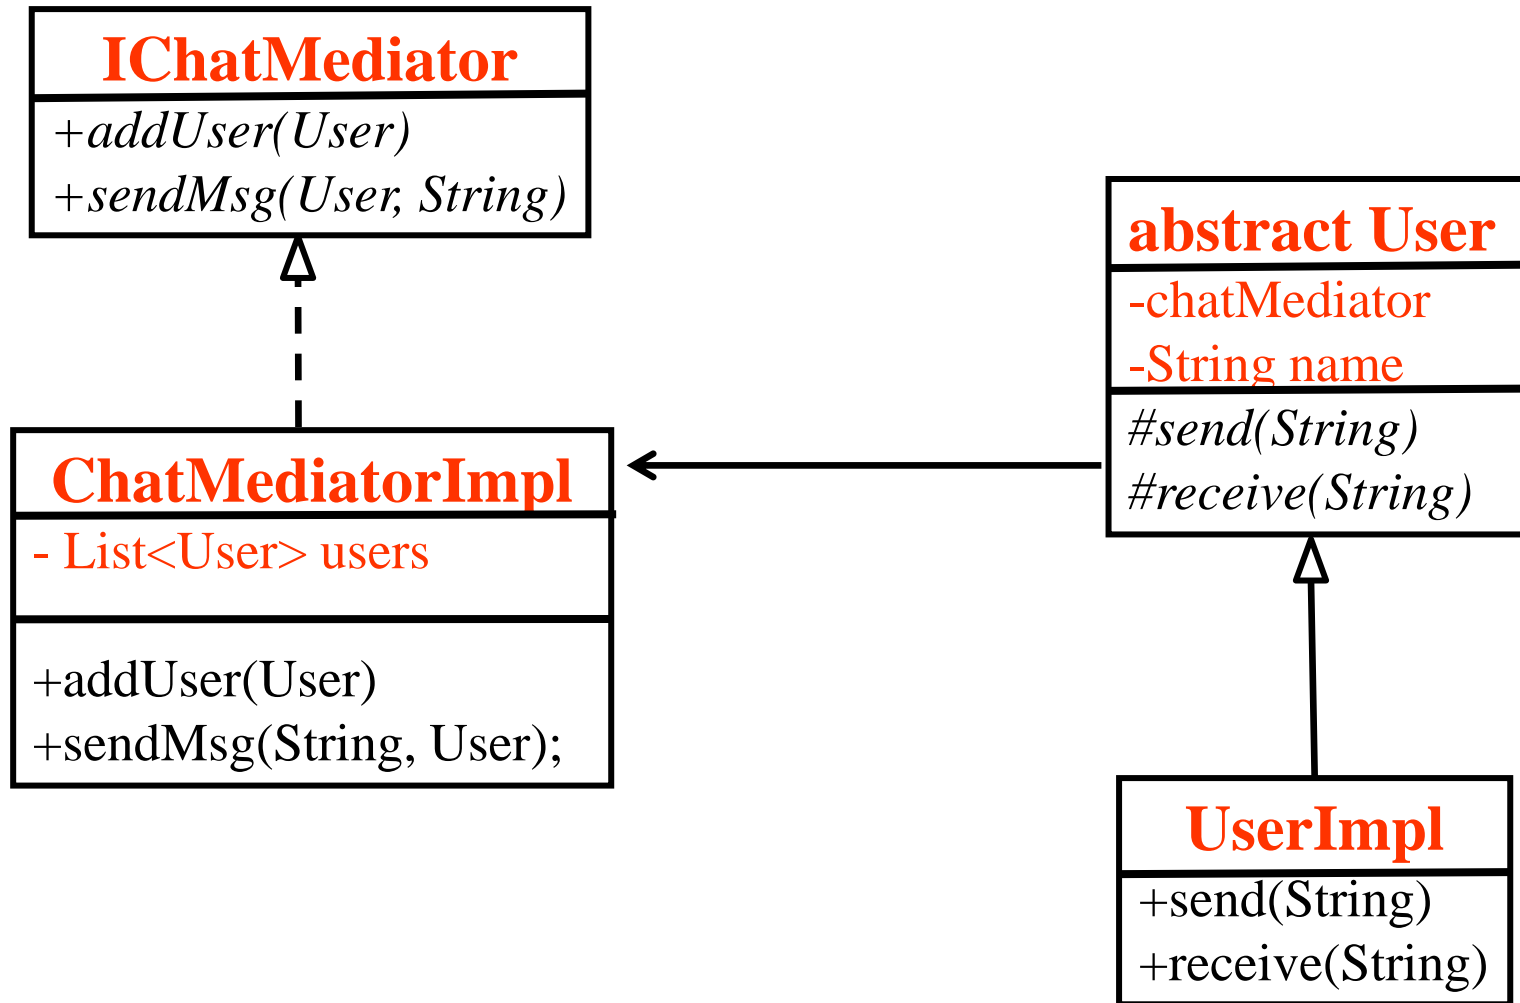 IChatMediator
+addUser(User)
+sendMsg(User, String)
abstract User
-chatMediator
-String name
#send(String)
#receive(String)
ChatMediatorImpl
- List<User> users
+addUser(User)
+sendMsg(String, User);
UserImpl
+send(String)
+receive(String)